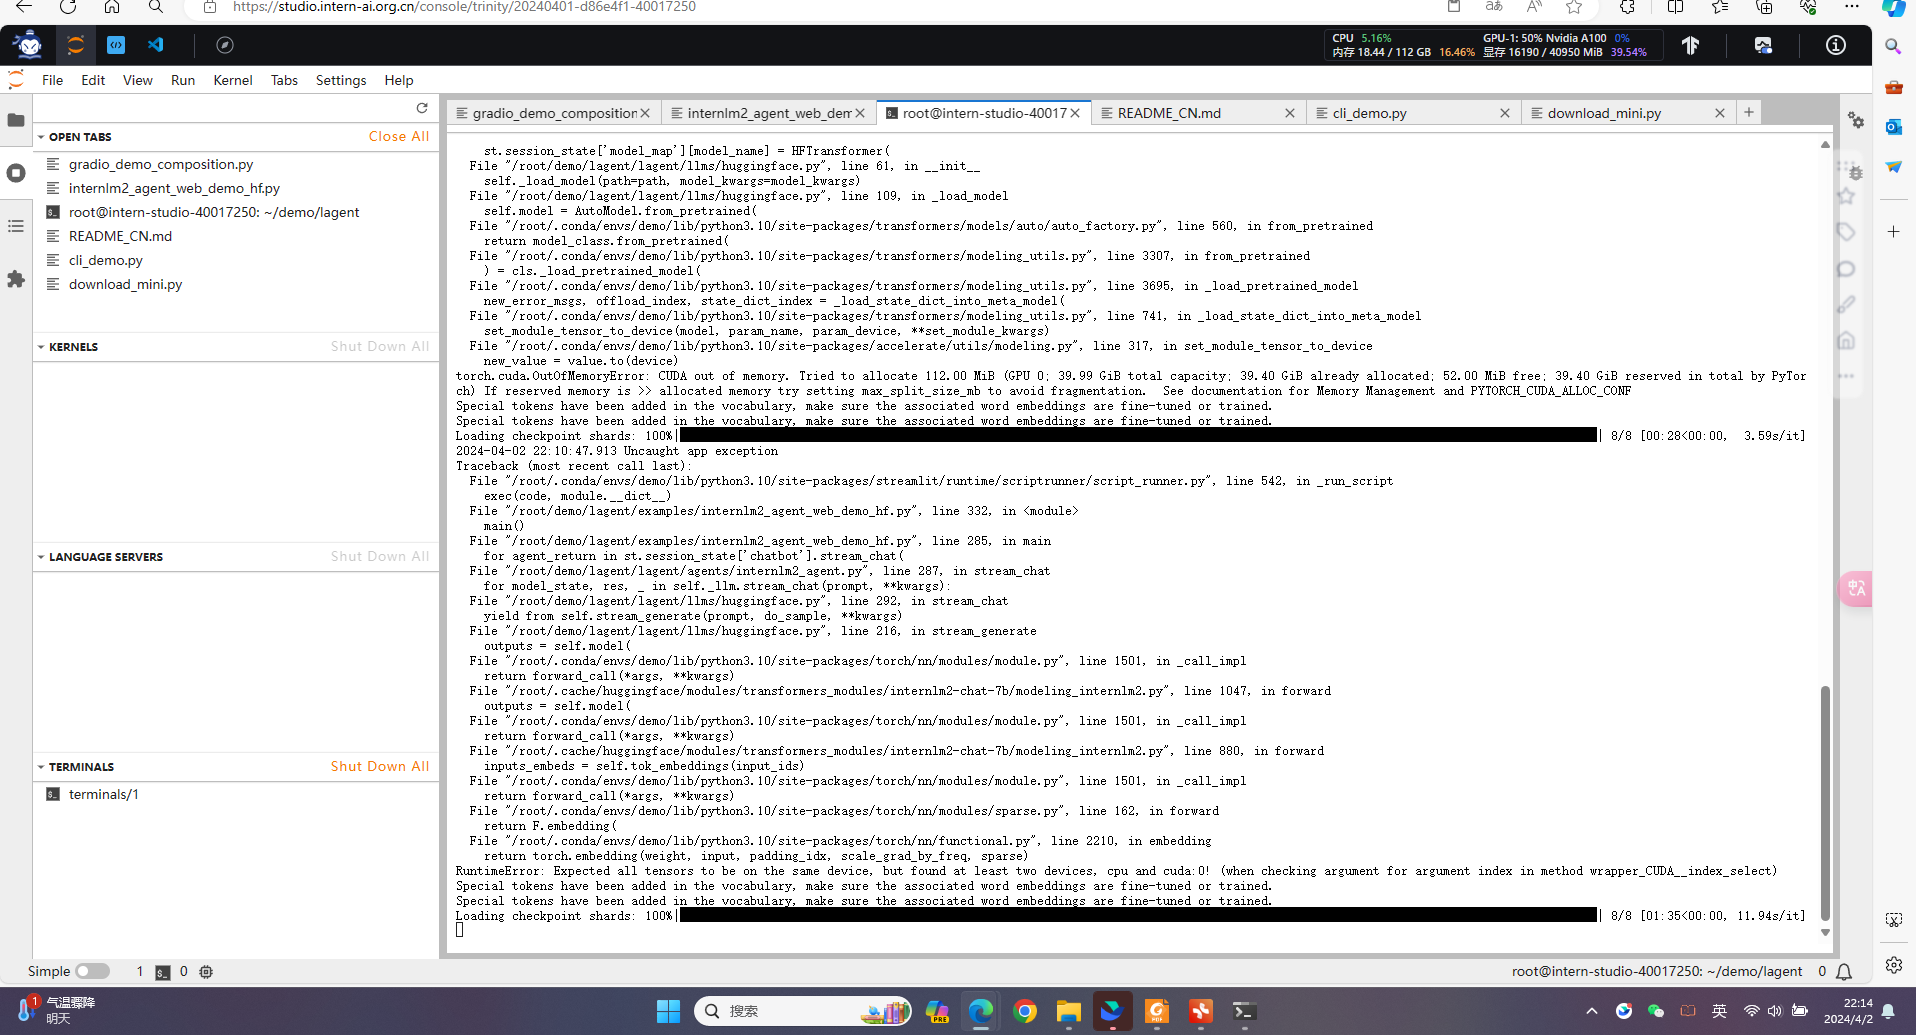 https://studio.intern-ai.org.cn/console/trinity/20240401-d86e4f1-40017250
CPU 5.16%
GPU-1: 50% Nvidia A100 0%
内存 18.44 / 112 GB 16.46%
显存 16190 / 40950 MiB 39.54%
File Edit View Run Kernel Tabs Settings Help
gradio_demo_composition
internlm2_agent_web_dem
root@intern-studio-40017
README_CN.md
cli_demo.py
download_mini.py
OPEN TABS
Close All
gradio_demo_composition.py
internlm2_agent_web_demo_hf.py
root@intern-studio-40017250: ~/demo/lagent
README_CN.md
cli_demo.py
download_mini.py
KERNELS
Shut Down All
LANGUAGE SERVERS
Shut Down All
TERMINALS
Shut Down All
terminals/1
st.session_state['model_map'][model_name] = HFTransformer(
File "/root/demo/lagent/lagent/llms/huggingface.py", line 61, in __init__
self._load_model(path=path, model_kwargs=model_kwargs)
File "/root/demo/lagent/lagent/llms/huggingface.py", line 109, in _load_model
self.model = AutoModel.from_pretrained(
File "/root/.conda/envs/demo/lib/python3.10/site-packages/transformers/models/auto/auto_factory.py", line 560, in from_pretrained
return model_class.from_pretrained(
File "/root/.conda/envs/demo/lib/python3.10/site-packages/transformers/modeling_utils.py", line 3307, in from_pretrained
) = cls._load_pretrained_model(
File "/root/.conda/envs/demo/lib/python3.10/site-packages/transformers/modeling_utils.py", line 3695, in _load_pretrained_model
new_error_msgs, offload_index, state_dict_index = _load_state_dict_into_meta_model(
File "/root/.conda/envs/demo/lib/python3.10/site-packages/transformers/modeling_utils.py", line 741, in _load_state_dict_into_meta_model
set_module_tensor_to_device(model, param_name, param_device, **set_module_kwargs)
File "/root/.conda/envs/demo/lib/python3.10/site-packages/accelerate/utils/modeling.py", line 317, in set_module_tensor_to_device
new_value = value.to(device)
torch.cuda.OutOfMemoryError: CUDA out of memory. Tried to allocate 112.00 MiB (GPU 0; 39.99 GiB total capacity; 39.40 GiB already allocated; 52.00 MiB free; 39.40 GiB reserved in total by PyTor
ch) If reserved memory is >> allocated memory try setting max_split_size_mb to avoid fragmentation.  See documentation for Memory Management and PYTORCH_CUDA_ALLOC_CONF
Special tokens have been added in the vocabulary, make sure the associated word embeddings are fine-tuned or trained.
Special tokens have been added in the vocabulary, make sure the associated word embeddings are fine-tuned or trained.
Loading checkpoint shards: 100%| | 8/8 [00:28<00:00, 3.59s/it]
2024-04-02 22:10:47.913 Uncaught app exception
Traceback (most recent call last):
File "/root/.conda/envs/demo/lib/python3.10/site-packages/streamlit/runtime/scriptrunner/script_runner.py", line 542, in _run_script
exec(code, module.__dict__)
File "/root/demo/lagent/examples/internlm2_agent_web_demo_hf.py", line 332, in <module>
main()
File "/root/demo/lagent/examples/internlm2_agent_web_demo_hf.py", line 285, in main
for agent_return in st.session_state['chatbot'].stream_chat(
File "/root/demo/lagent/lagent/agents/internlm2_agent.py", line 287, in stream_chat
for model_state, res, _ in self._llm.stream_chat(prompt, **kwargs):
File "/root/demo/lagent/lagent/llms/huggingface.py", line 292, in stream_chat
yield from self.stream_generate(prompt, do_sample, **kwargs)
File "/root/demo/lagent/lagent/llms/huggingface.py", line 216, in stream_generate
outputs = self.model(
File "/root/.conda/envs/demo/lib/python3.10/site-packages/torch/nn/modules/module.py", line 1501, in _call_impl
return forward_call(*args, **kwargs)
File "/root/.cache/huggingface/modules/transformers_modules/internlm2-chat-7b/modeling_internlm2.py", line 1047, in forward
outputs = self.model(
File "/root/.conda/envs/demo/lib/python3.10/site-packages/torch/nn/modules/module.py", line 1501, in _call_impl
return forward_call(*args, **kwargs)
File "/root/.cache/huggingface/modules/transformers_modules/internlm2-chat-7b/modeling_internlm2.py", line 880, in forward
inputs_embeds = self.tok_embeddings(input_ids)
File "/root/.conda/envs/demo/lib/python3.10/site-packages/torch/nn/modules/module.py", line 1501, in _call_impl
return forward_call(*args, **kwargs)
File "/root/.conda/envs/demo/lib/python3.10/site-packages/torch/nn/modules/sparse.py", line 162, in forward
return F.embedding(
File "/root/.conda/envs/demo/lib/python3.10/site-packages/torch/nn/functional.py", line 2210, in embedding
return torch.embedding(weight, input, padding_idx, scale_grad_by_freq, sparse)
RuntimeError: Expected all tensors to be on the same device, but found at least two devices, cpu and cuda:0! (when checking argument for argument index in method wrapper_CUDA__index_select)
Special tokens have been added in the vocabulary, make sure the associated word embeddings are fine-tuned or trained.
Special tokens have been added in the vocabulary, make sure the associated word embeddings are fine-tuned or trained.
Loading checkpoint shards: 100%| | 8/8 [01:35<00:00, 11.94s/it]
Simple 1 0
root@intern-studio-40017250: ~/demo/lagent 0
1 气温骤降
明天
搜索
PRE
英
22:14
2024/4/2